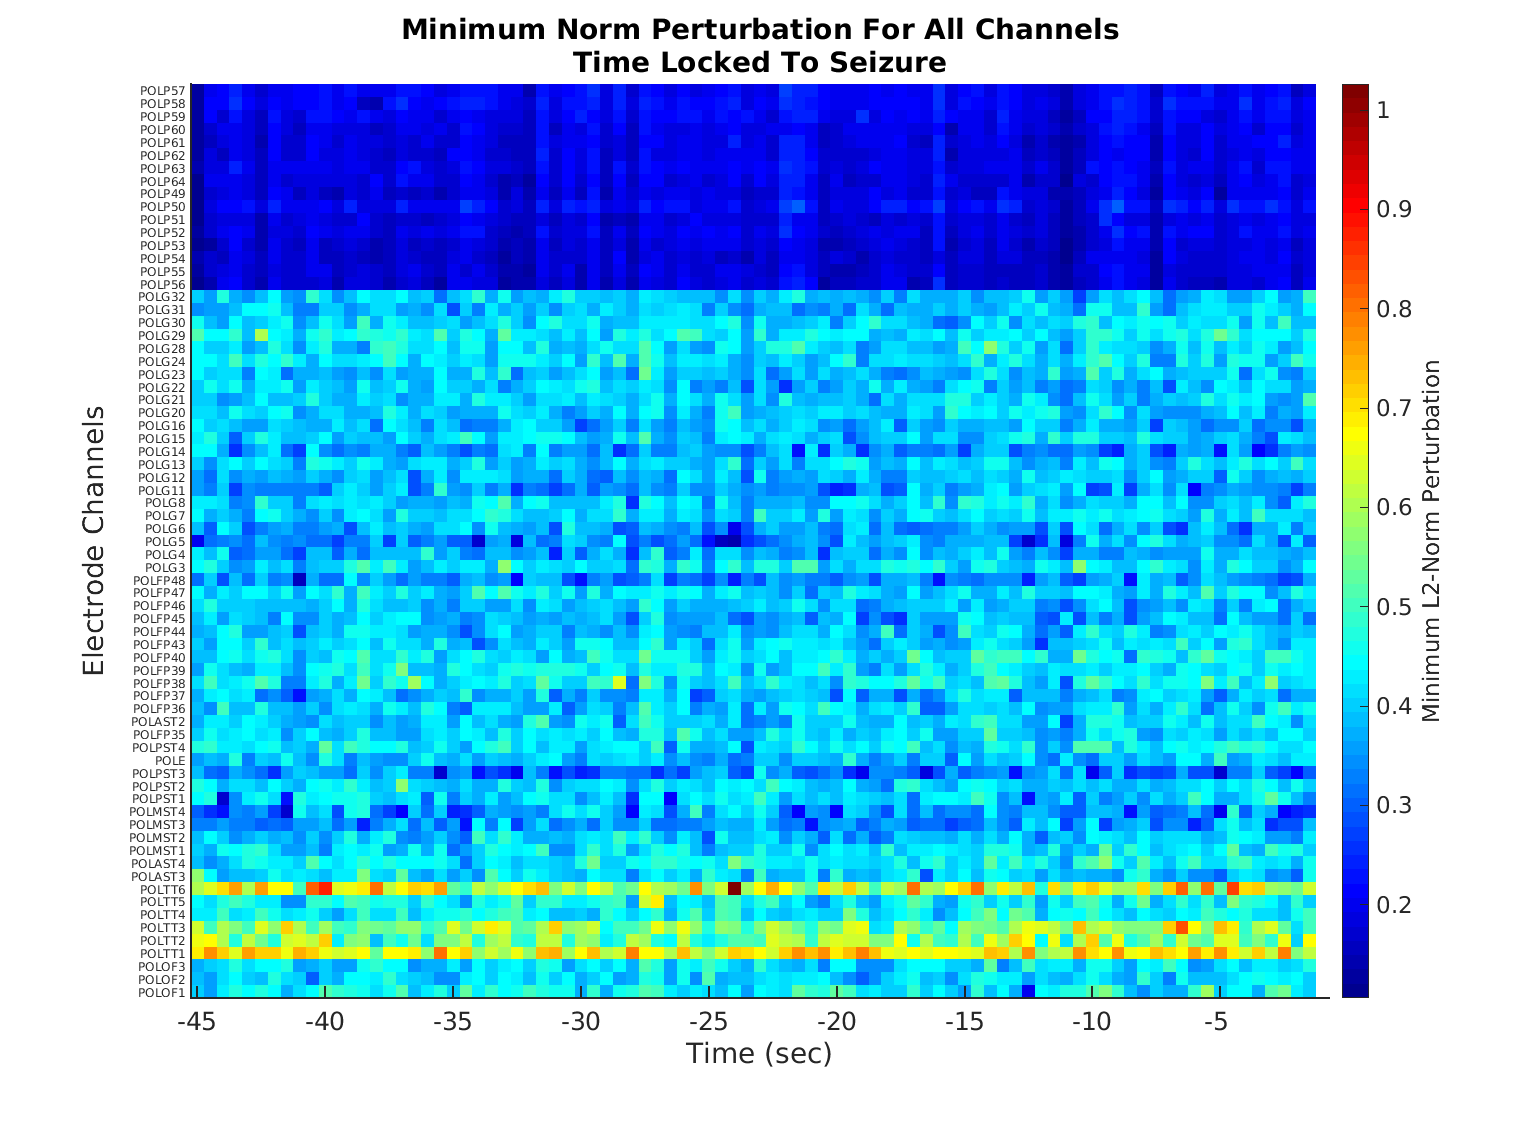 Minimum Norm Perturbation For All Channels
Time Locked To Seizure
Electrode Channels
POLP57
POLP58
POLP59
POLP60
POLP61
POLP62
POLP63
POLP64
POLP49
POLP50
POLP51
POLP52
POLP53
POLP54
POLP55
POLP56
POLG32
POLG31
POLG30
POLG29
POLG28
POLG24
POLG23
POLG22
POLG21
POLG20
POLG16
POLG15
POLG14
POLG13
POLG12
POLG11
POLG8
POLG7
POLG6
POLG5
POLG4
POLG3
POLFP48
POLFP47
POLFP46
POLFP45
POLFP44
POLFP43
POLFP40
POLFP39
POLFP38
POLFP37
POLFP36
POLAST2
POLFP35
POLPST4
POLE
POLPST3
POLPST2
POLPST1
POLMST4
POLMST3
POLMST2
POLMST1
POLAST4
POLAST3
POLTT6
POLTT5
POLTT4
POLTT3
POLTT2
POLTT1
POLOF3
POLOF2
POLOF1
-45 -40 -35 -30 -25 -20 -15 -10 -5
Time (sec)
1
0.9
0.8
0.7
0.6
0.5
0.4
0.3
0.2
Minimum L2-Norm Perturbation